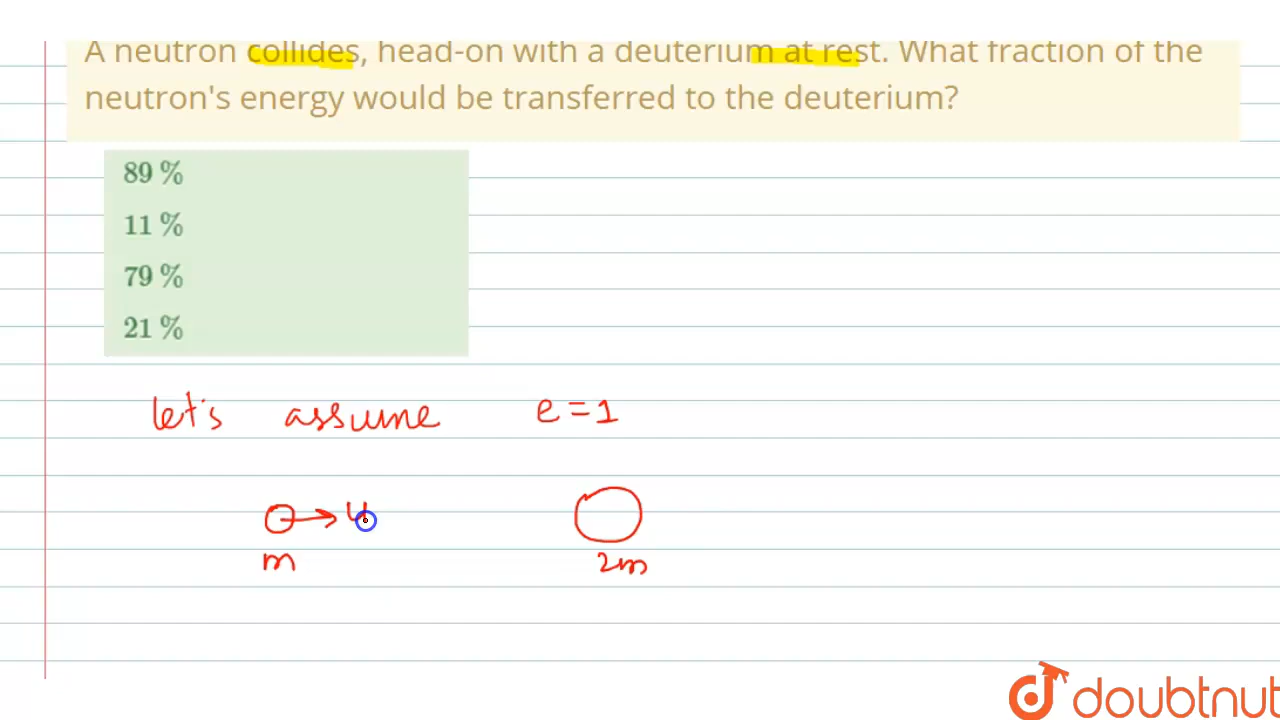 A neutron collides, head-on with a deuterium at rest. What fraction of the
neutron's energy would be transferred to the deuterium?
89 %
11 %
79 %
21 %
let's assume e = 1
u
m 2m
doubtnut